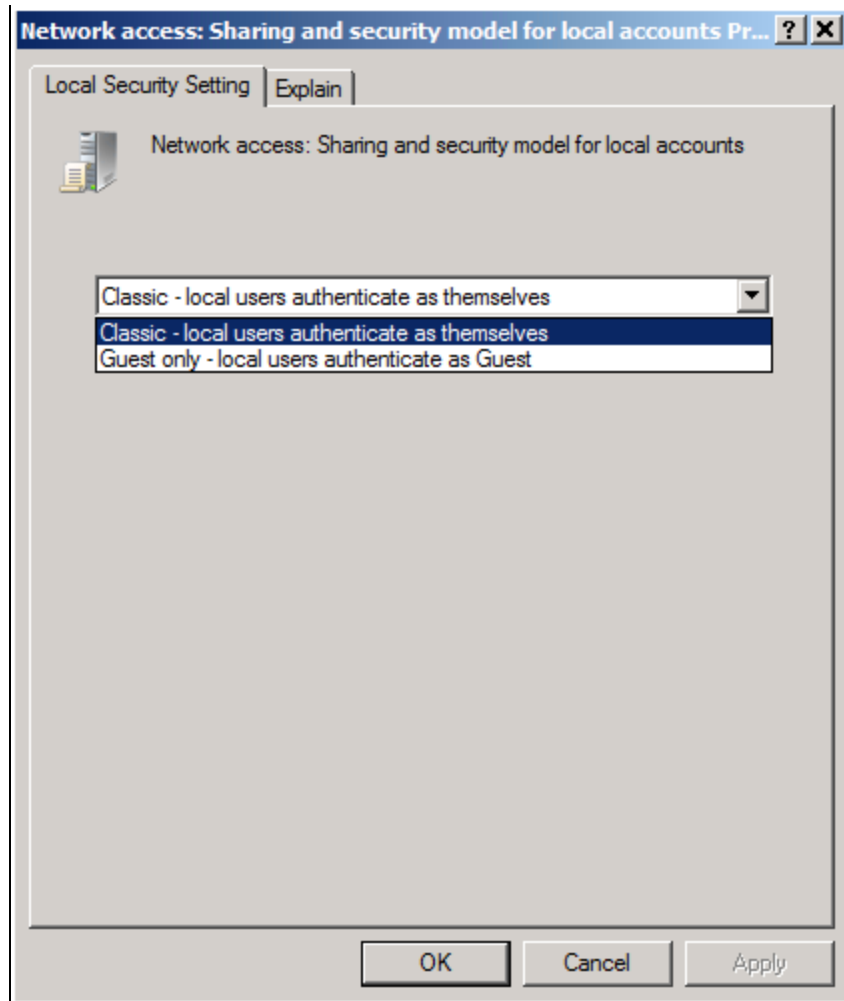 Network access: Sharing and security model for local accounts Pr... ? X
Local Security Setting Explain
Network access: Sharing and security model for local accounts
Classic - local users authenticate as themselves
Classic - local users authenticate as themselves
Guest only - local users authenticate as Guest
OK Cancel Apply